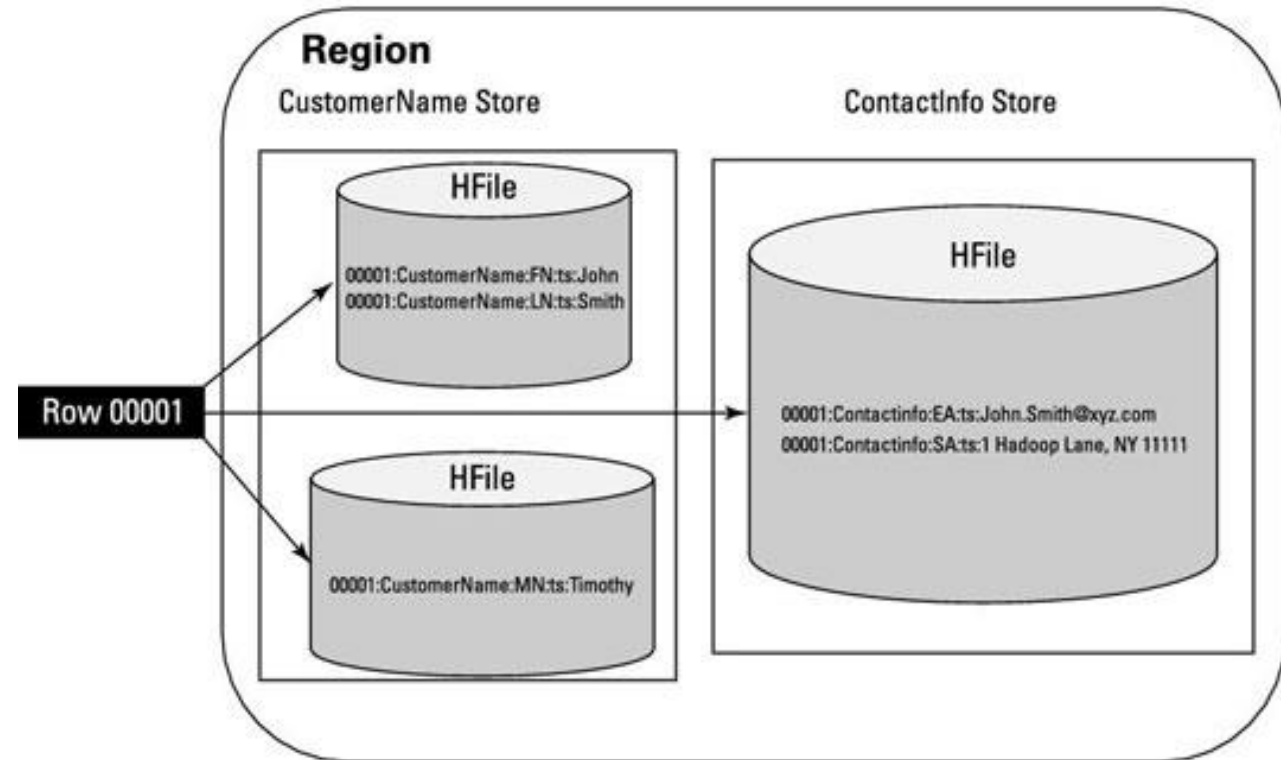 Region
CustomerName Store
ContactInfo Store
HFile
00001:CustomerName:FN:ts:John
00001:CustomerName:LN:ts:Smith
HFile
00001:Contactinfo:EA:ts:John.Smith@xyz.com
00001:Contactinfo:SA:ts:1 Hadoop Lane, NY 11111
Row 00001
HFile
00001:CustomerName:MN:ts:Timothy